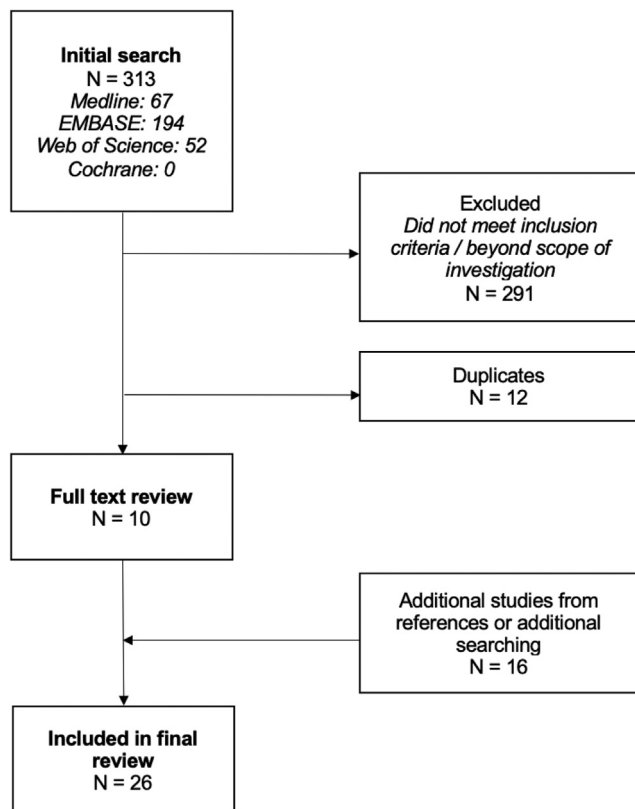 Initial search
N = 313
Medline: 67
EMBASE: 194
Web of Science: 52
Cochrane: 0
Excluded
Did not meet inclusion
criteria / beyond scope of
investigation
N = 291
Duplicates
N = 12
Full text review
N = 10
Additional studies from
references or additional
searching
N = 16
Included in final
review
N = 26